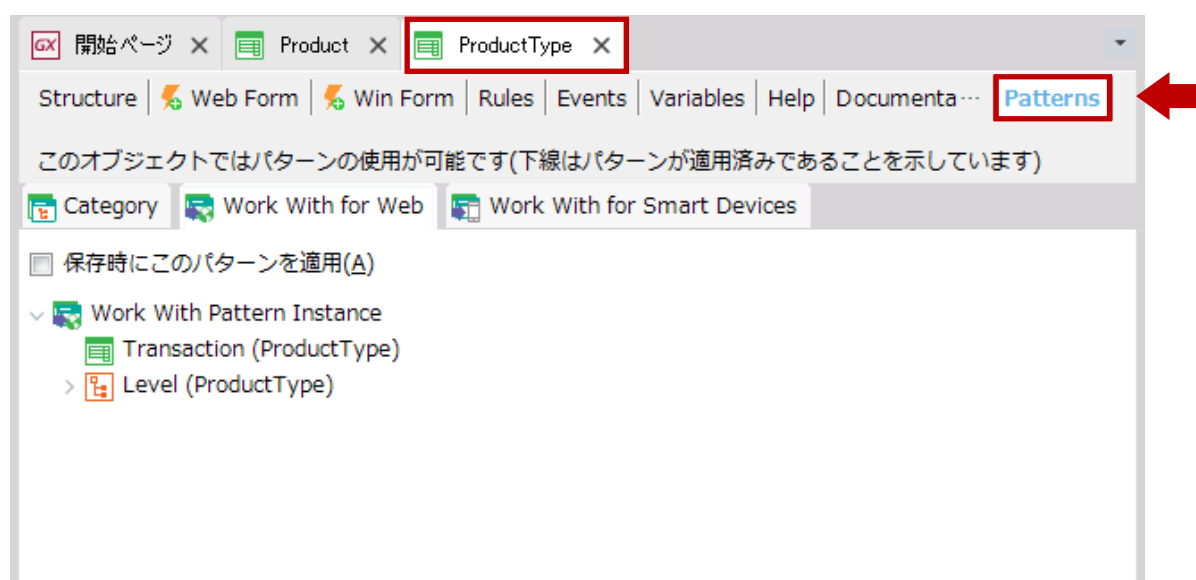 GX 開始ページ Product ProductType
Structure Web Form Win Form Rules Events Variables Help Documenta… Patterns
このオブジェクトではパターンの使用が可能です(下線はパターンが適用済みであることを示しています)
Category Work With for Web Work With for Smart Devices
保存時にこのパターンを適用(A)
Work With Pattern Instance
Transaction (ProductType)
Level (ProductType)